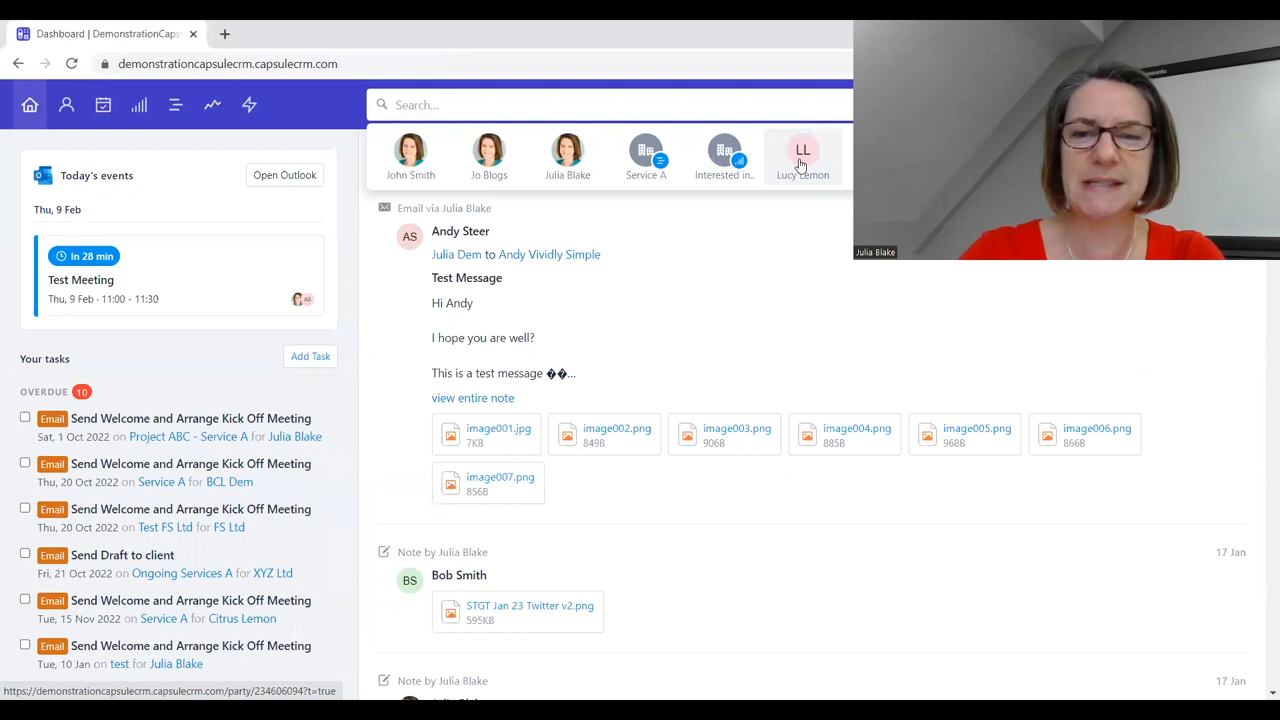 Dashboard | DemonstrationCaps
demonstrationcapsulecrm.capsulecrm.com
Search...
John Smith
Jo Blogs
Julia Blake
Service A
Interested in..
LL
Lucy Lemon
Julia Blake
Today's events
Open Outlook
Thu, 9 Feb
In 28 min
Test Meeting
Thu, 9 Feb · 11:00 - 11:30
AS
Your tasks
Add Task
OVERDUE 10
Email Send Welcome and Arrange Kick Off Meeting
Sat, 1 Oct 2022 on Project ABC - Service A for Julia Blake
Email Send Welcome and Arrange Kick Off Meeting
Thu, 20 Oct 2022 on Service A for BCL Dem
Email Send Welcome and Arrange Kick Off Meeting
Thu, 20 Oct 2022 on Test FS Ltd for FS Ltd
Email Send Draft to client
Fri, 21 Oct 2022 on Ongoing Services A for XYZ Ltd
Email Send Welcome and Arrange Kick Off Meeting
Tue, 15 Nov 2022 on Service A for Citrus Lemon
Email Send Welcome and Arrange Kick Off Meeting
Tue, 10 Jan on test for Julia Blake
https://demonstrationcapsulecrm.capsulecrm.com/party/234606094?t=true
Email via Julia Blake
AS
Andy Steer
Julia Dem to Andy Vividly Simple
Test Message
Hi Andy
I hope you are well?
This is a test message ��...
view entire note
image001.jpg
7KB
image002.png
849B
image003.png
906B
image004.png
885B
image005.png
968B
image006.png
866B
image007.png
856B
Note by Julia Blake
17 Jan
BS
Bob Smith
STGT Jan 23 Twitter v2.png
595KB
Note by Julia Blake
17 Jan